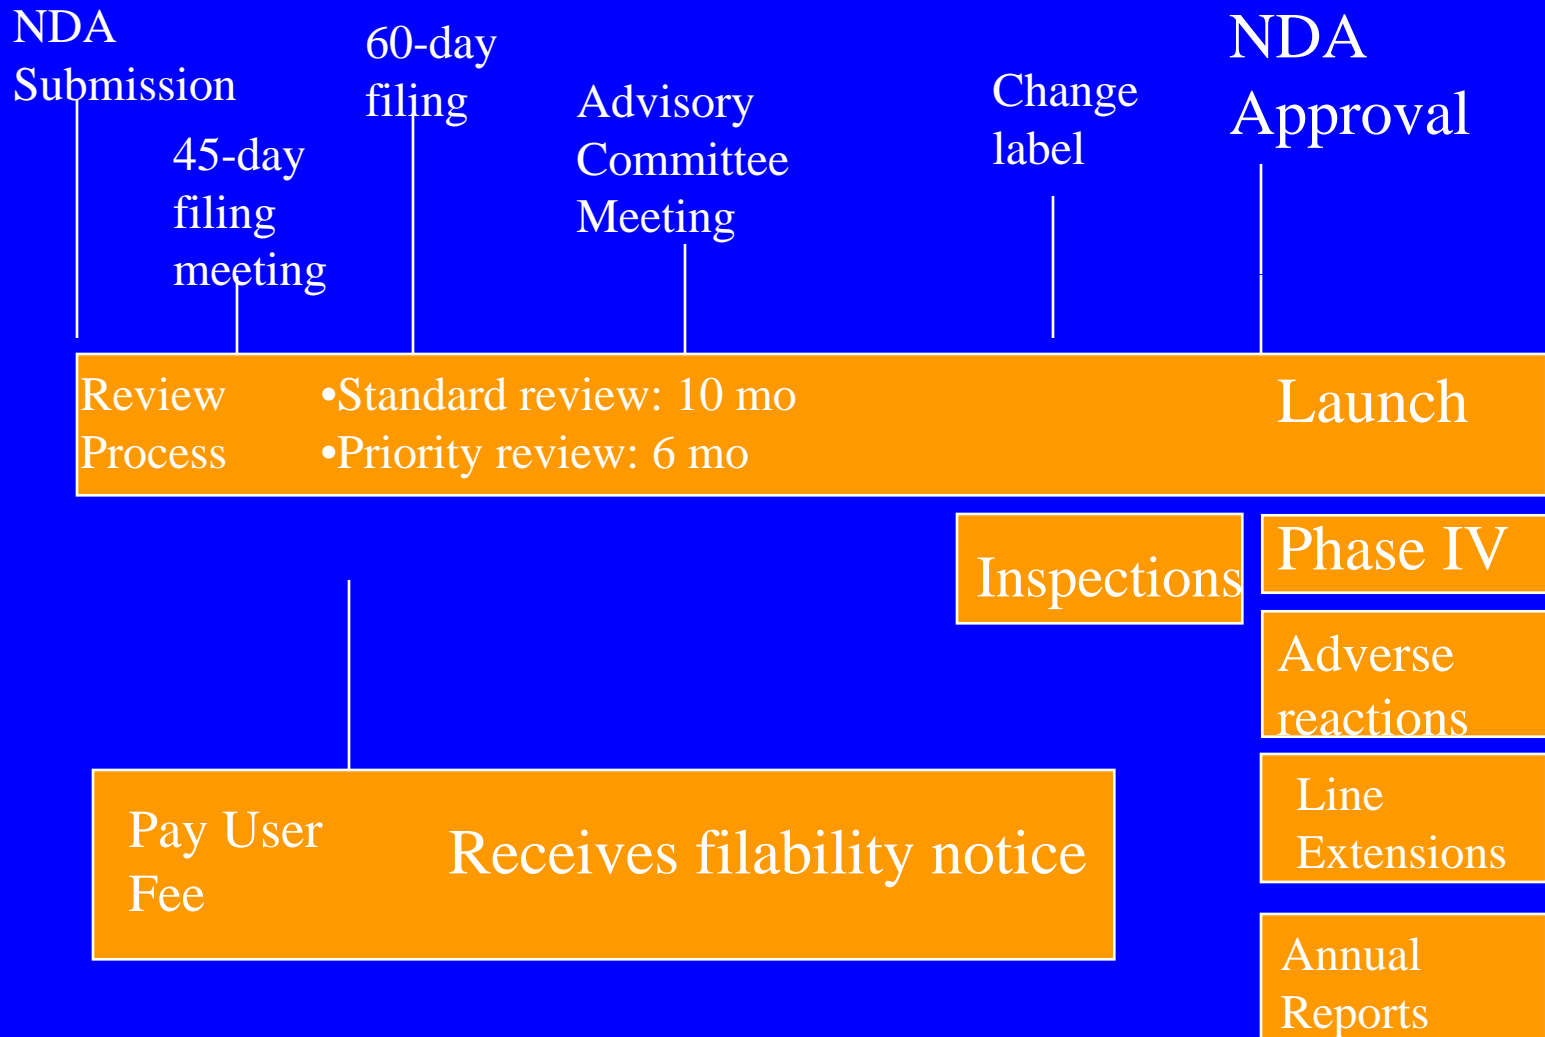 NDA
Submission
45-day
filing
meeting
60-day
filing
Advisory
Committee
Meeting
Change
label
NDA
Approval
Review
Process
•Standard review: 10 mo
•Priority review: 6 mo
Launch
Inspections
Phase IV
Adverse
reactions
Line
Extensions
Annual
Reports
Pay User
Fee
Receives filability notice